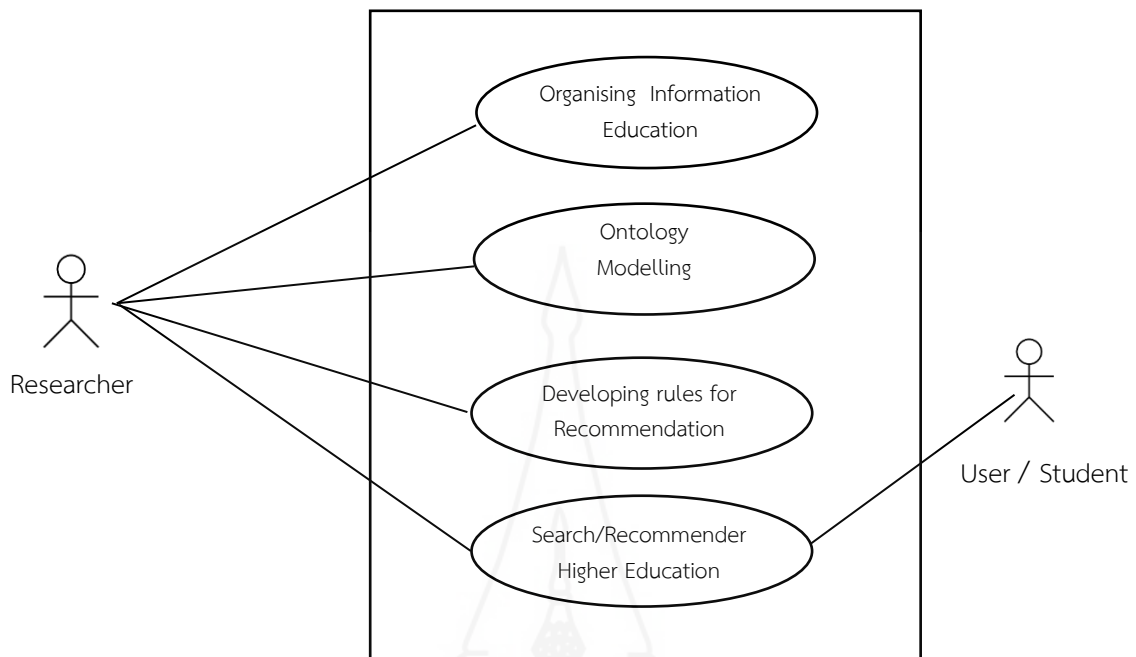 Organising Information
Education
Ontology
Modelling
Researcher
Developing rules for
Recommendation
User / Student
Search/Recommender
Higher Education